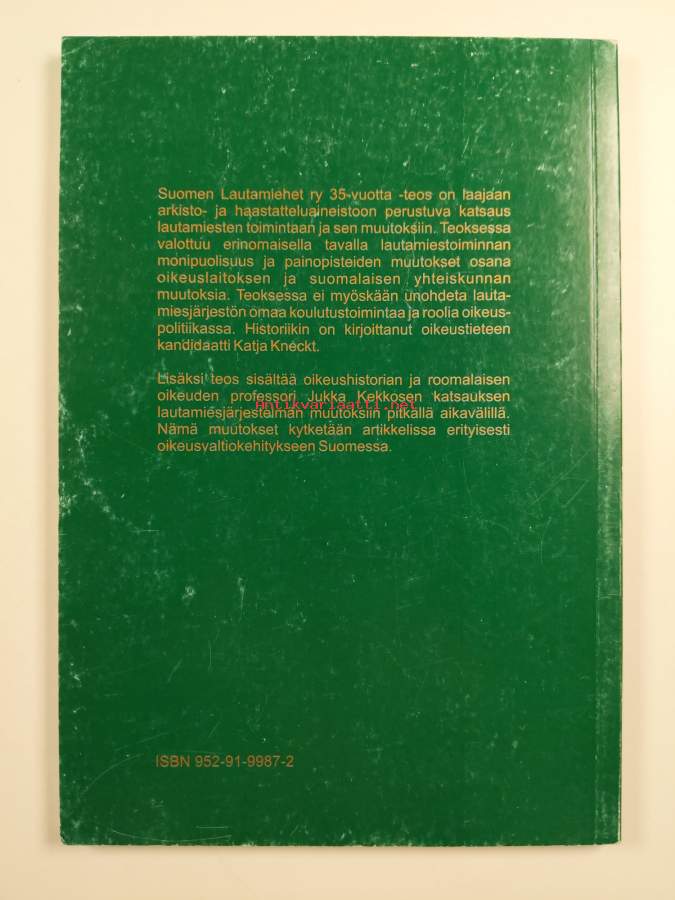 Suomen Lautamiehet ry 35-vuotta -teos on laajaan
arkisto- ja haastatteluaineistoon perustuva katsaus
lautamiesten toimintaan ja sen muutoksiin. Teoksessa
valottuu erinomaisella tavalla lautamiestoiminnan
monipuolisuus ja painopisteiden muutokset osana
oikeuslaitoksen ja suomalaisen yhteiskunnan
muutoksia. Teoksessa ei myöskään unohdeta lauta-
miesjärjestön omaa koulutustoimintaa ja roolia oikeus-
politiikassa. Historiikin on kirjoittanut oikeustieteen
kandidaatti Katja Kneckt.
Lisäksi teos sisältää oikeushistorian ja roomalaisen
oikeuden professori Jukka Kekkosen katsauksen
Antikvariaatti.net
lautamiesjärjestelmän muutoksiin pitkällä aikavälillä.
Nämä muutokset kytketään artikkelissa erityisesti
oikeusvaltiokehitykseen Suomessa.
ISBN 952-91-9987-2